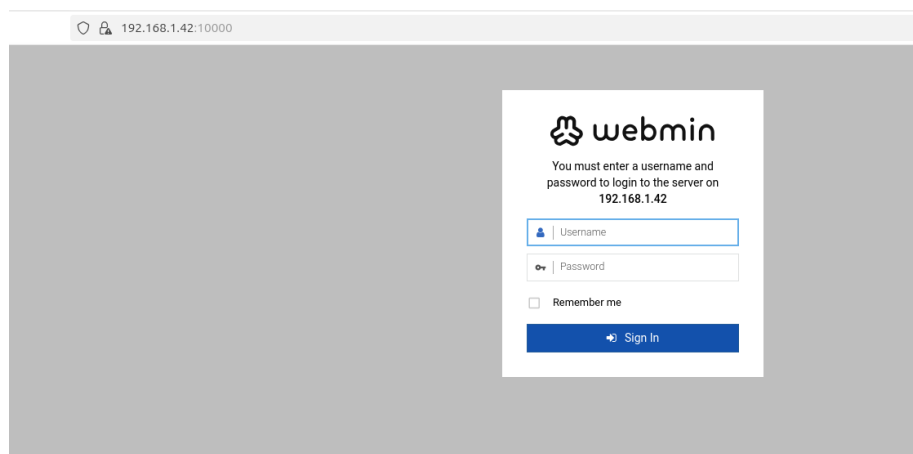 192.168.1.42:10000
webmin
You must enter a username and
password to login to the server on
192.168.1.42
Username
Password
Remember me
Sign In